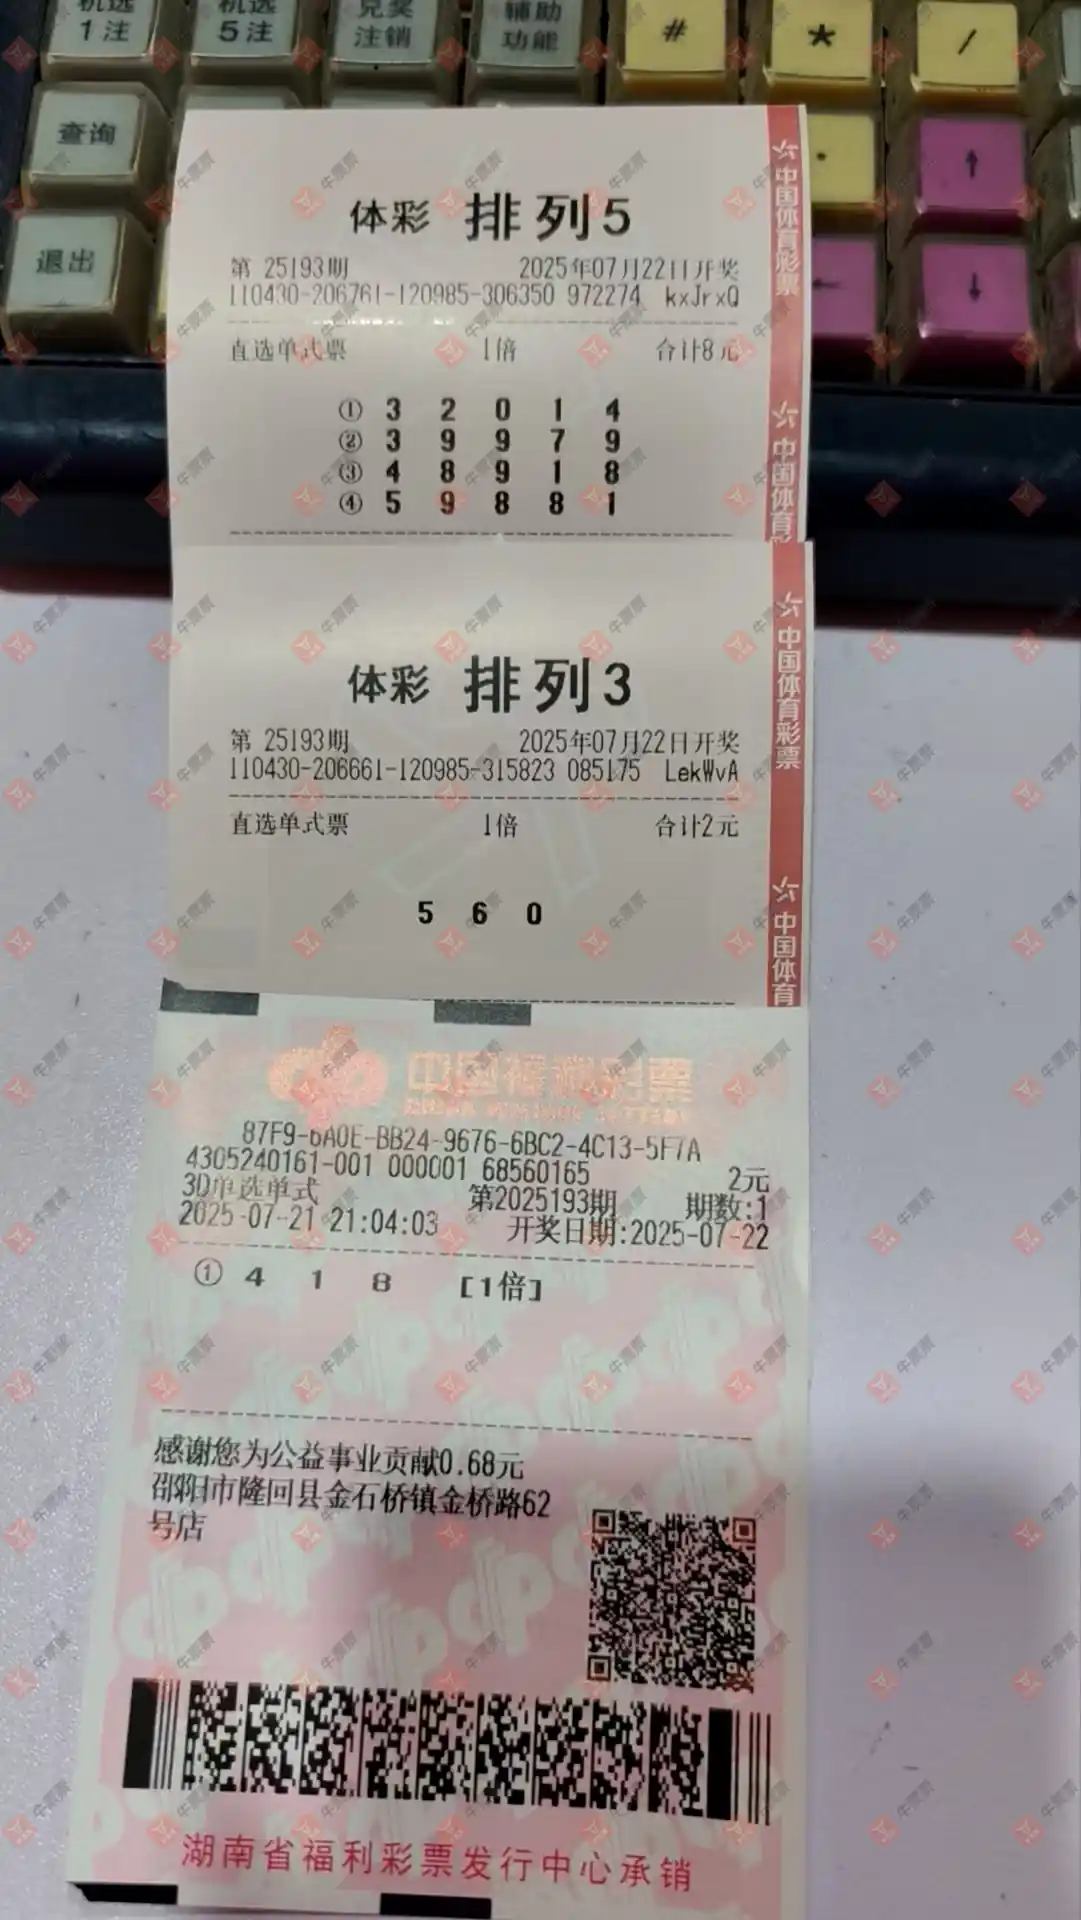 机选
1注
机选
5注
兑奖
注销
辅助
功能
#
*
/
查询
.
↑
退出
←
↓
体彩 排列5
第 25193期 2025年07月22日开奖
110430-206761-120985-306350 972274 kxJrxQ
直选单式票 1倍 合计8元
① 3 2 0 1 4
② 3 9 9 7 9
③ 4 8 9 1 8
④ 5 9 8 8 1
中国体育彩票
中国体育
体彩 排列3
第 25193期 2025年07月22日开奖
110430-206661-120985-315823 085175 LekWvA
直选单式票 1倍 合计2元
5 6 0
中国体育彩票
中国体育
中国福利彩票
87F9-6A0E-BB24-9676-6BC2-4C13-5F7A
4305240161-001 000001 68560165 2元
3D单选单式 第2025193期 期数:1
2025-07-21 21:04:03 开奖日期:2025-07-22
① 4 1 8 [1倍]
感谢您为公益事业贡献0.68元
邵阳市隆回县金石桥镇金桥路62
号店
湖南省福利彩票发行中心承销
牛票票